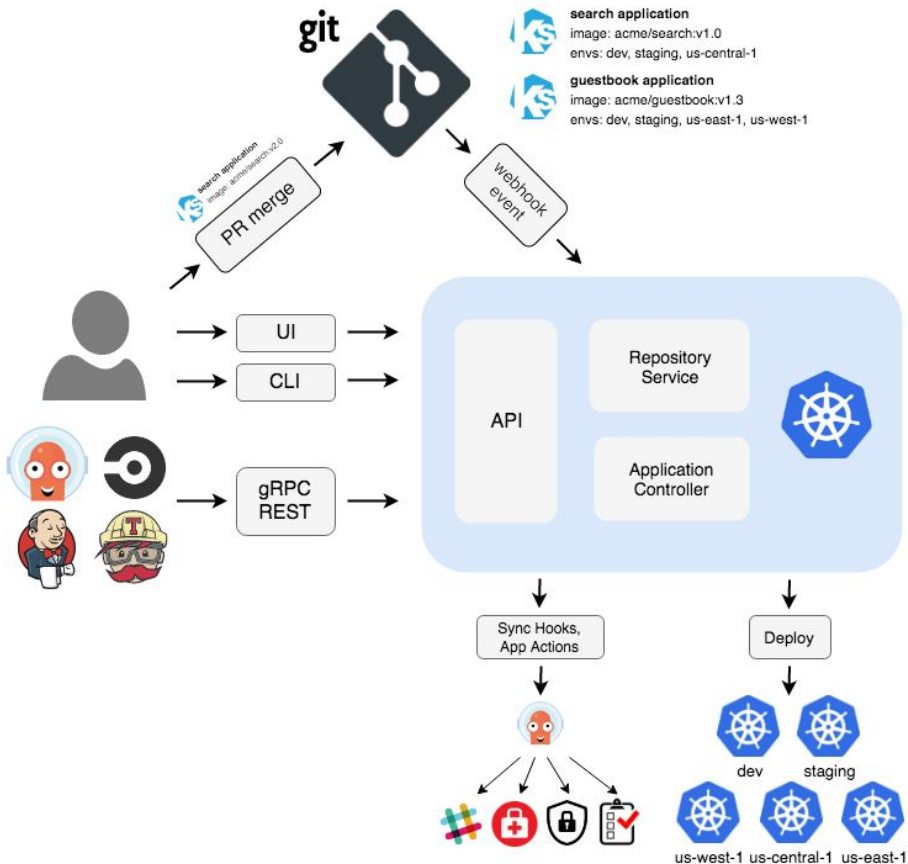 git
Ks
search application
image: acme/search:v1.0
envs: dev, staging, us-central-1
Ks
guestbook application
image: acme/guestbook:v1.3
envs: dev, staging, us-east-1, us-west-1
Ks
search application
image: acme/search:v2.0
PR merge
webhook
event
UI
CLI
gRPC
REST
T
API
Repository
Service
Application
Controller
Sync Hooks,
App Actions
Deploy
dev
staging
us-west-1
us-central-1
us-east-1